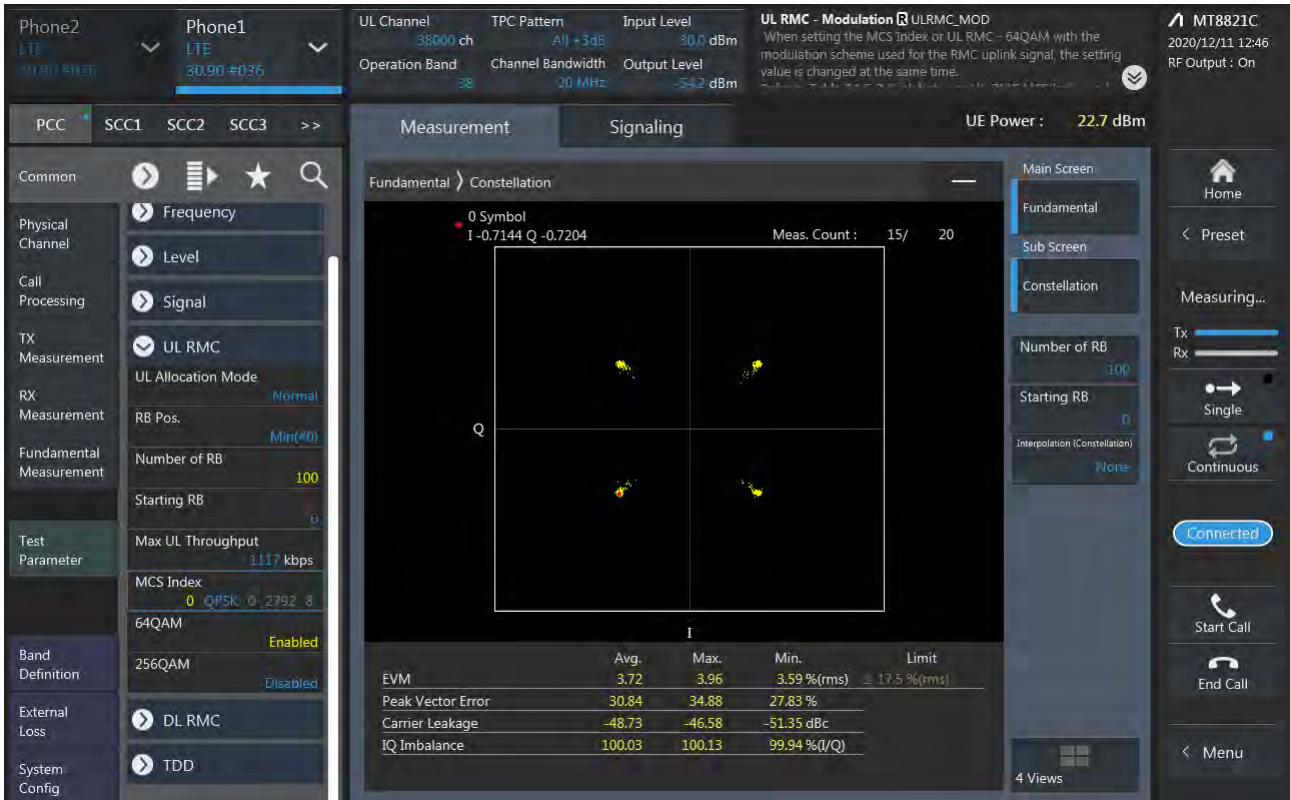 Phone2
LTE
30.90 #036
Phone1
LTE
30.90 #036
UL Channel
38000 ch
TPC Pattern
All +3dB
Input Level
30.0 dBm
Operation Band
38
Channel Bandwidth
20 MHz
Output Level
-54.2 dBm
UL RMC - Modulation R ULRMC_MOD
When setting the MCS Index or UL RMC - 64QAM with the
modulation scheme used for the RMC uplink signal, the setting
value is changed at the same time.
MT8821C
2020/12/11 12:46
RF Output : On
PCC SCC1 SCC2 SCC3 >>
Measurement
Signaling
UE Power : 22.7 dBm
Common
Physical
Channel
Call
Processing
TX
Measurement
RX
Measurement
Fundamental
Measurement
Test
Parameter
Band
Definition
External
Loss
System
Config
Frequency
Level
Signal
UL RMC
UL Allocation Mode
Normal
RB Pos.
Min(#0)
Number of RB
100
Starting RB
0
Max UL Throughput
1117 kbps
MCS Index
0 QPSK 0 2792 8
64QAM
Enabled
256QAM
Disabled
DL RMC
TDD
Fundamental ⟩ Constellation
0 Symbol
I -0.7144 Q -0.7204
Meas. Count : 15/ 20
Q
I
Avg. Max. Min. Limit
EVM 3.72 3.96 3.59 %(rms) ≤ 17.5 %(rms)
Peak Vector Error 30.84 34.88 27.83 %
Carrier Leakage -48.73 -46.58 -51.35 dBc
IQ Imbalance 100.03 100.13 99.94 %(I/Q)
Main Screen
Fundamental
Sub Screen
Constellation
Number of RB
100
Starting RB
0
Interpolation (Constellation)
None
4 Views
Home
< Preset
Measuring...
Tx
Rx
Single
Continuous
Connected
Start Call
End Call
< Menu